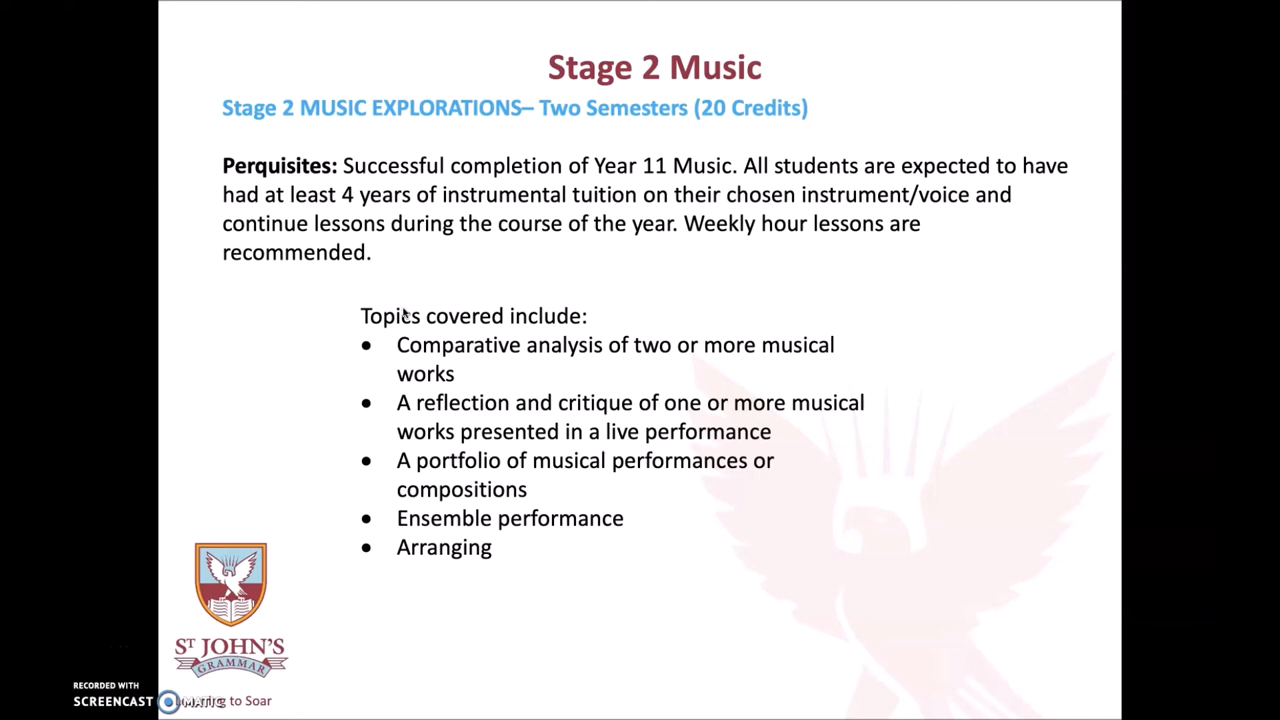 Stage 2 Music
Stage 2 MUSIC EXPLORATIONS– Two Semesters (20 Credits)
Perquisites: Successful completion of Year 11 Music. All students are expected to have
had at least 4 years of instrumental tuition on their chosen instrument/voice and
continue lessons during the course of the year. Weekly hour lessons are
recommended.
Topics covered include:
• Comparative analysis of two or more musical
works
• A reflection and critique of one or more musical
works presented in a live performance
• A portfolio of musical performances or
compositions
• Ensemble performance
• Arranging
ST JOHN'S
GRAMMAR
to Soar
RECORDED WITH
SCREENCAST MATIC